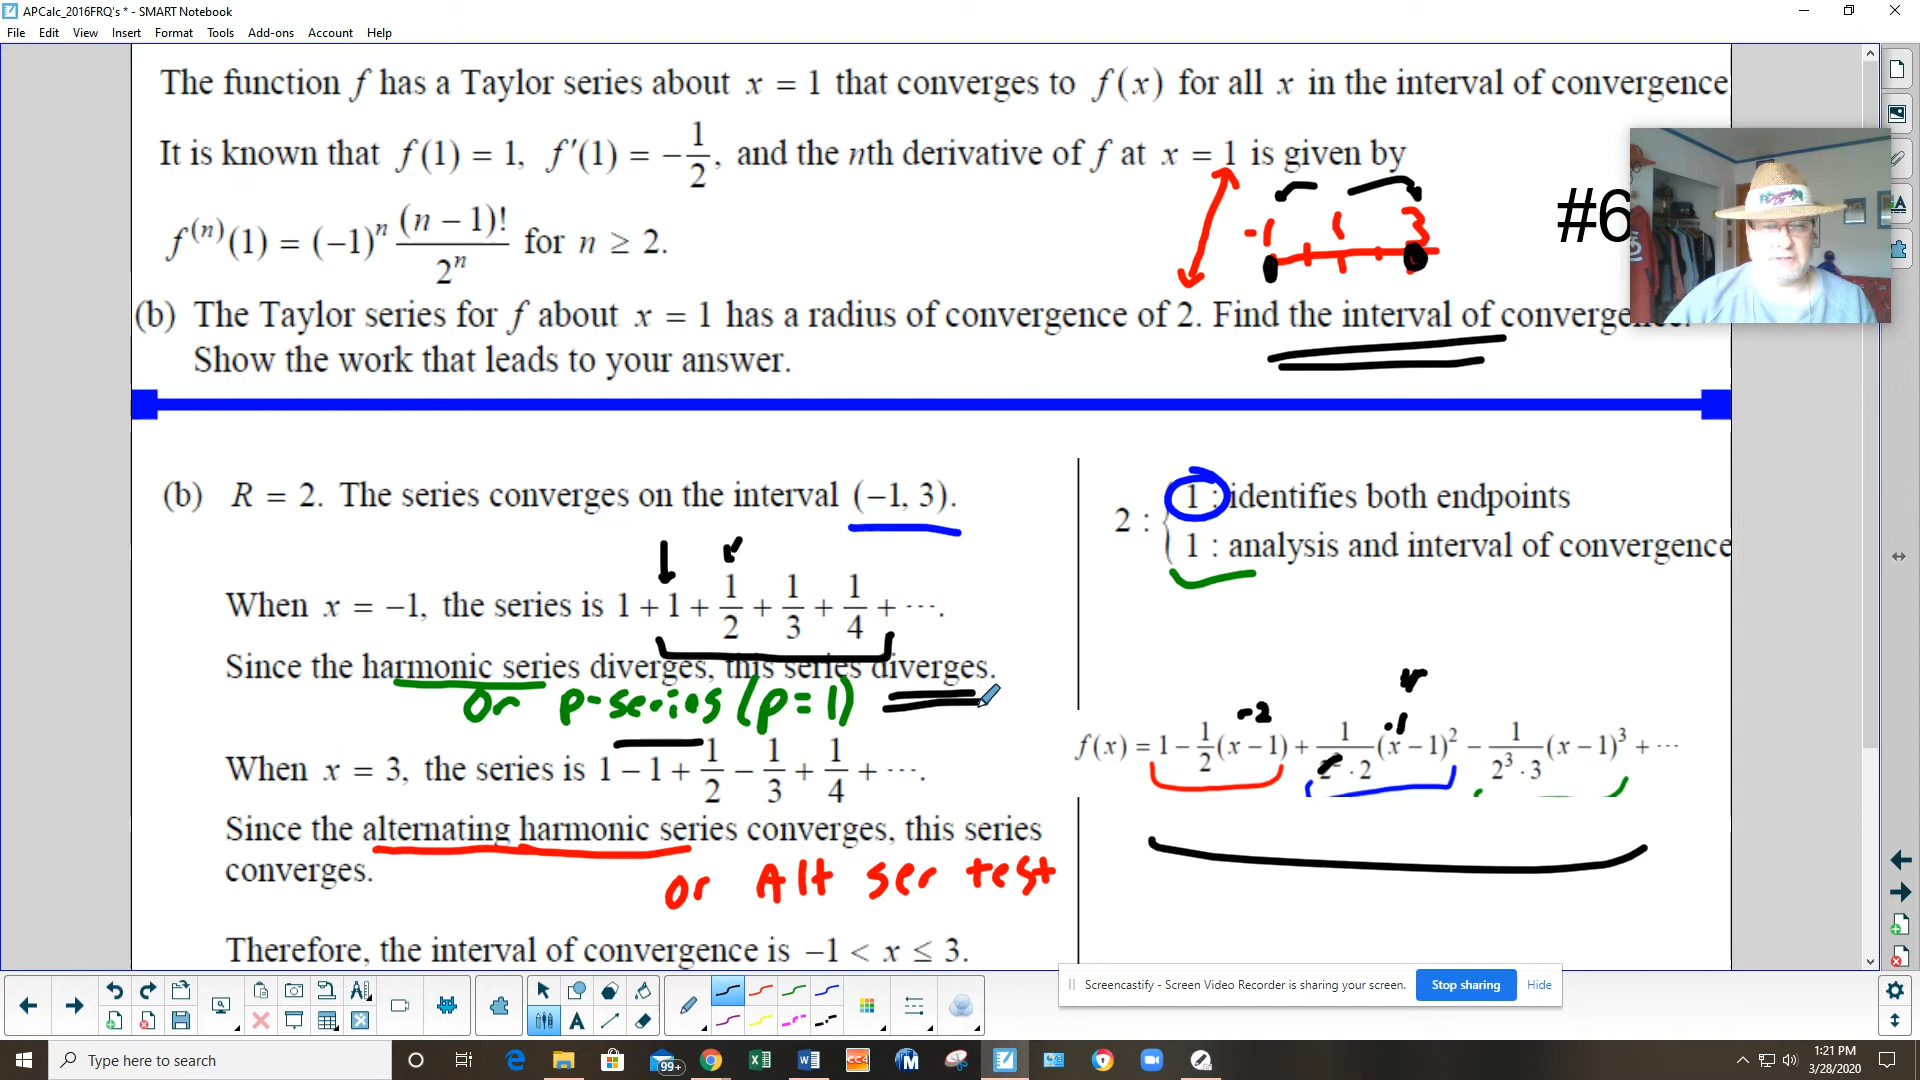 APCalc_2016FRQ's * - SMART Notebook
File Edit View Insert Format Tools Add-ons Account Help
The function f has a Taylor series about x = 1 that converges to f(x) for all x in the interval of convergence
It is known that f(1) = 1, f′(1) = −1/2, and the nth derivative of f at x = 1 is given by
f^(n)(1) = (−1)^n (n − 1)!/2^n for n ≥ 2.
-1 1 3
#6
(b) The Taylor series for f about x = 1 has a radius of convergence of 2. Find the interval of convergence.
Show the work that leads to your answer.
(b) R = 2. The series converges on the interval (−1, 3).
When x = −1, the series is 1 + 1 + 1/2 + 1/3 + 1/4 + ⋯.
Since the harmonic series diverges, this series diverges.
or p-series (p = 1)
When x = 3, the series is 1 − 1 + 1/2 − 1/3 + 1/4 + ⋯.
Since the alternating harmonic series converges, this series
converges.
or Alt ser test
Therefore, the interval of convergence is −1 < x ≤ 3.
2 : { 1 : identifies both endpoints
1 : analysis and interval of convergence
-2
f(x) = 1 − 1/2(x − 1) + 1/(2² · 2)(x − 1)² − 1/(2³ · 3)(x − 1)³ + ⋯
Screencastify - Screen Video Recorder is sharing your screen. Stop sharing Hide
Type here to search
99+
CC4
1:21 PM
3/28/2020